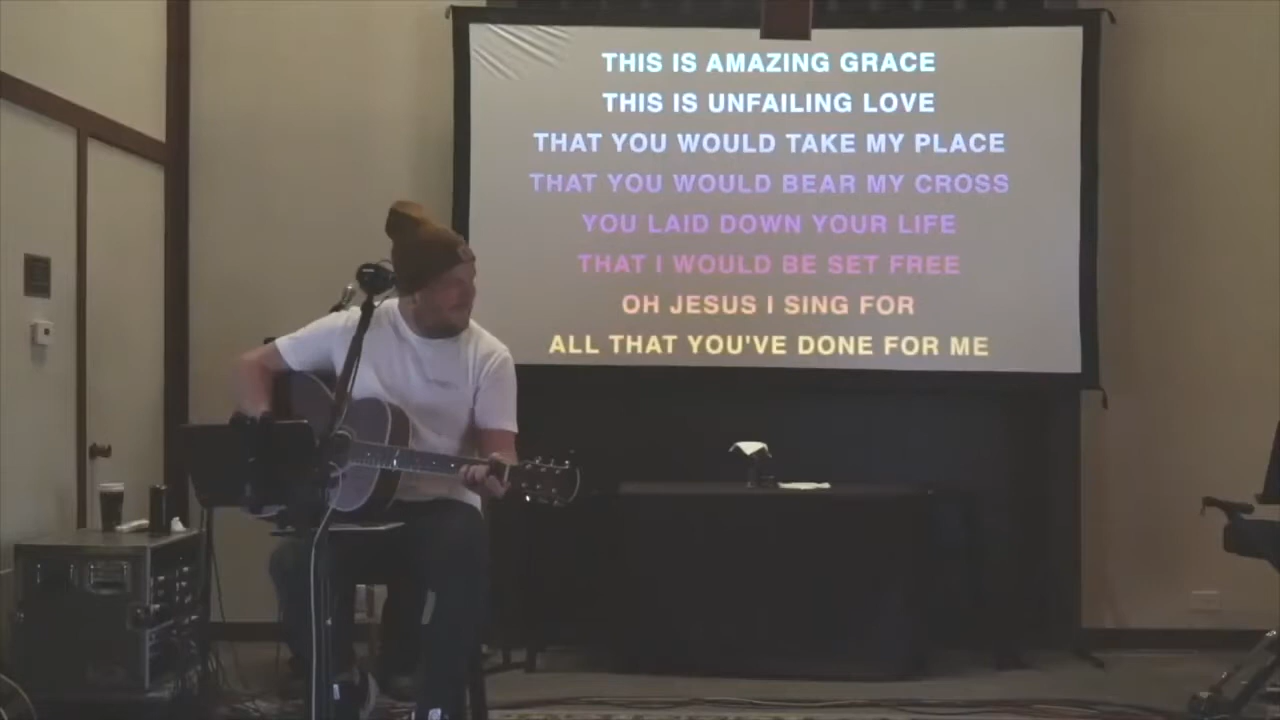 THIS IS AMAZING GRACE
THIS IS UNFAILING LOVE
THAT YOU WOULD TAKE MY PLACE
THAT YOU WOULD BEAR MY CROSS
YOU LAID DOWN YOUR LIFE
THAT I WOULD BE SET FREE
OH JESUS I SING FOR
ALL THAT YOU'VE DONE FOR ME